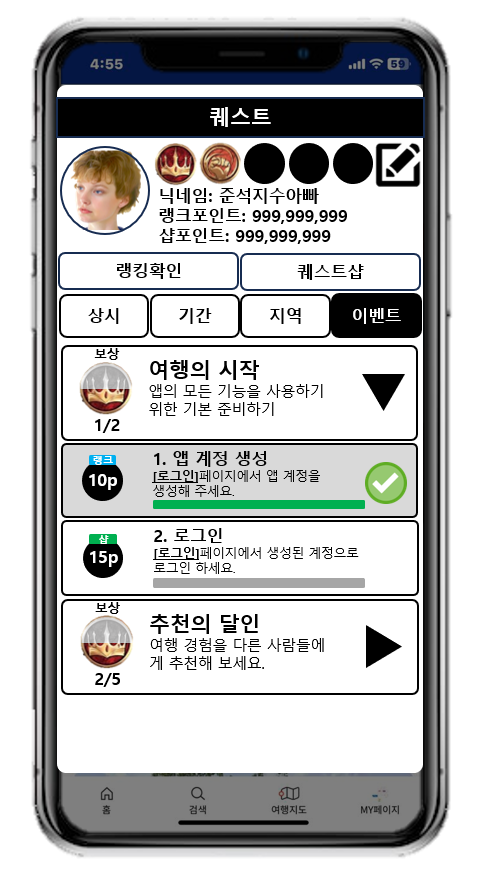 4:55
59
퀘스트
닉네임: 준석지수아빠
랭크포인트: 999,999,999
샵포인트: 999,999,999
랭킹확인
퀘스트샵
상시
기간
지역
이벤트
보상
1/2
여행의 시작
앱의 모든 기능을 사용하기
위한 기본 준비하기
랭크
10p
1. 앱 계정 생성
[로그인]페이지에서 앱 계정을
생성해 주세요.
샵
15p
2. 로그인
[로그인]페이지에서 생성된 계정으로
로그인 하세요.
보상
2/5
추천의 달인
여행 경험을 다른 사람들에
게 추천해 보세요.
홈
검색
여행지도
MY페이지